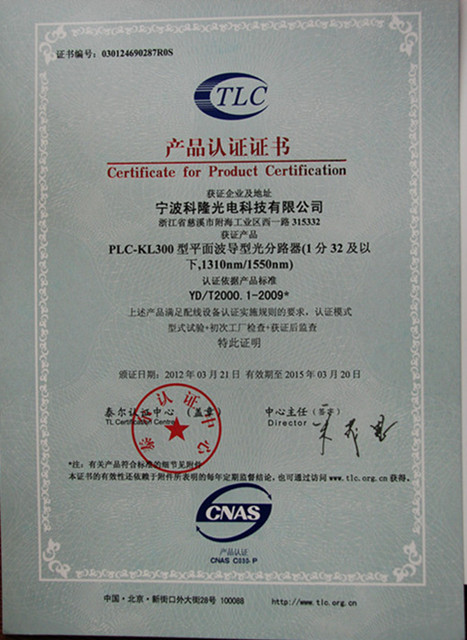 证书编号：030124690287R0S
TLC
产品认证证书
Certificate for Product Certification
获证企业及地址
宁波科隆光电科技有限公司
浙江省慈溪市附海工业区西一路 315332
获证产品
PLC-KL300 型平面波导型光分路器(1 分 32 及以
下,1310nm/1550nm)
认证依据产品标准
YD/T2000.1-2009*
上述产品满足配线设备认证实施规则的要求，认证模式
型式试验+初次工厂检查+获证后监查
特此证明
颁证日期：2012 年 03 月 21 日 有效期至 2015 年 03 月 20 日
泰尔认证中心 （盖章） 中心主任（签字）
TL Certification Centre Director
泰尔认证中心
*注：有关产品符合标准的细节见附件
本证书的有效性还依赖于附件所表明的每年定期监督结论，也可通过访问 www.tlc.org.cn 获得。
CNAS
产品认证
CNAS C030-P
中国·北京·新街口外大街28号 100088 http://www.tlc.org.cn